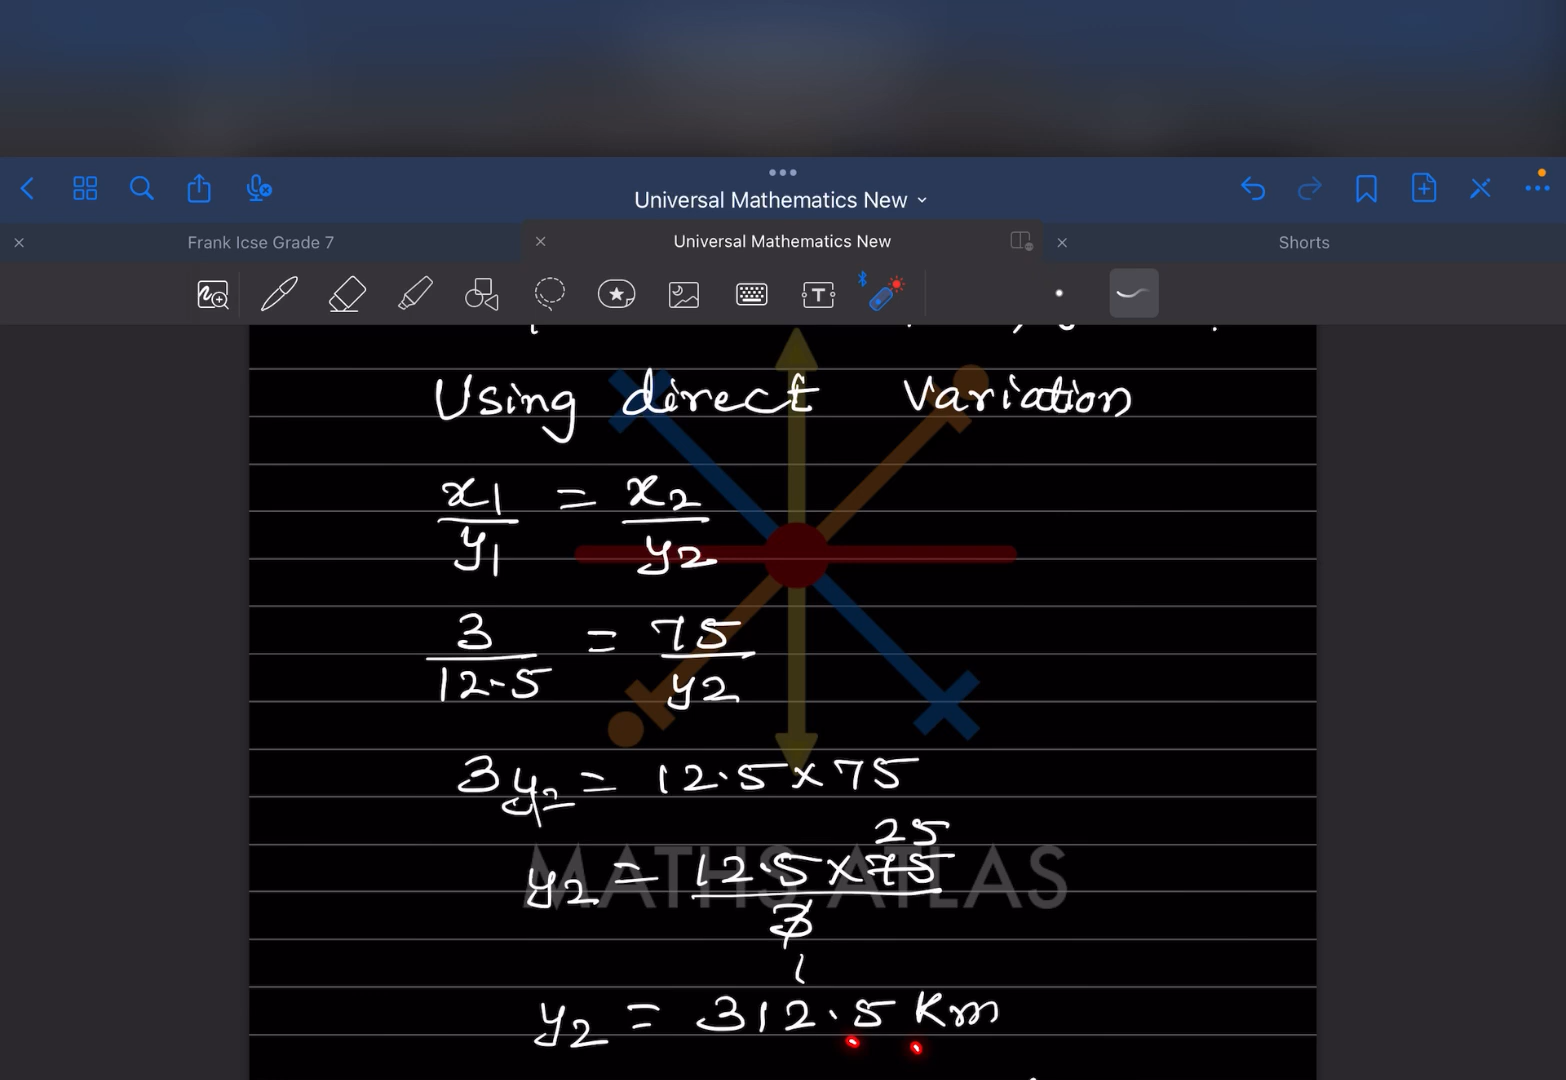 Universal Mathematics New
Frank Icse Grade 7
Universal Mathematics New
Shorts
Using direct Variation
x1/y1 = x2/y2
3/12.5 = 75/y2
3y2 = 12.5×75
25
y2 = 12.5×75/3
1
MATHS ATLAS
y2 = 312.5 Km